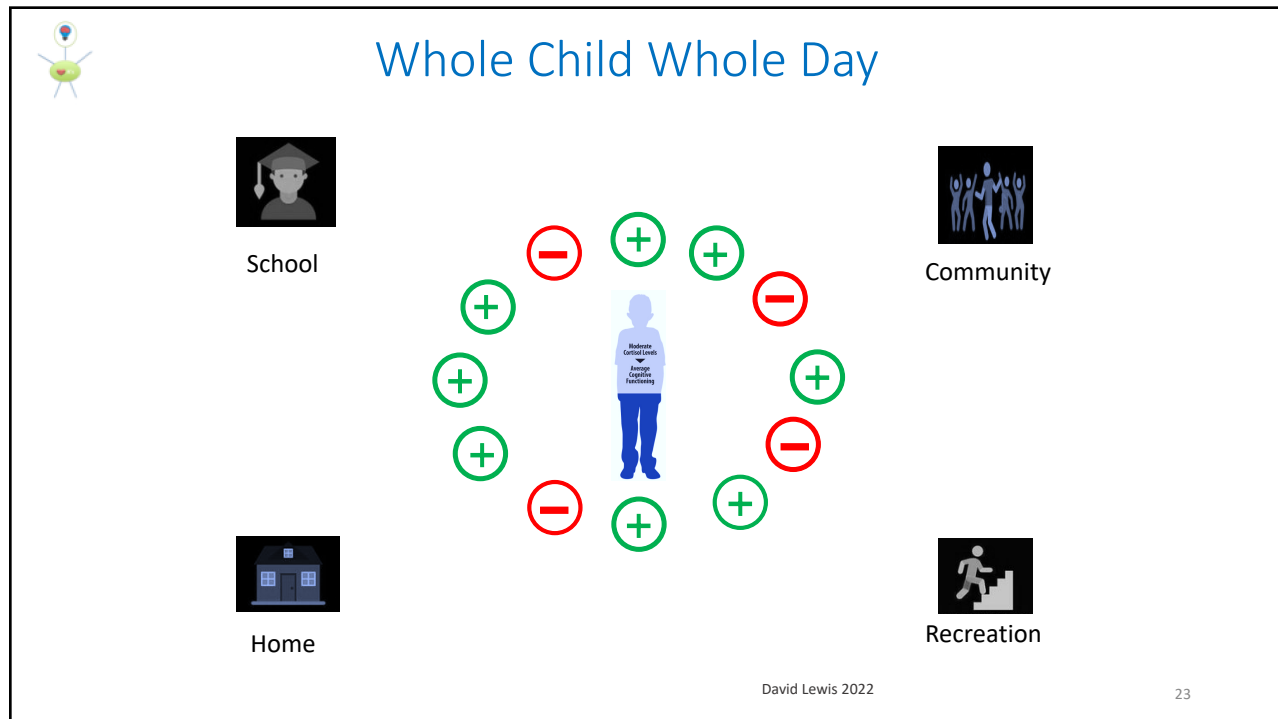 Whole Child Whole Day
School
Community
Moderate
Cortisol Levels
Average
Cognitive
Functioning
Home
Recreation
David Lewis 2022
23